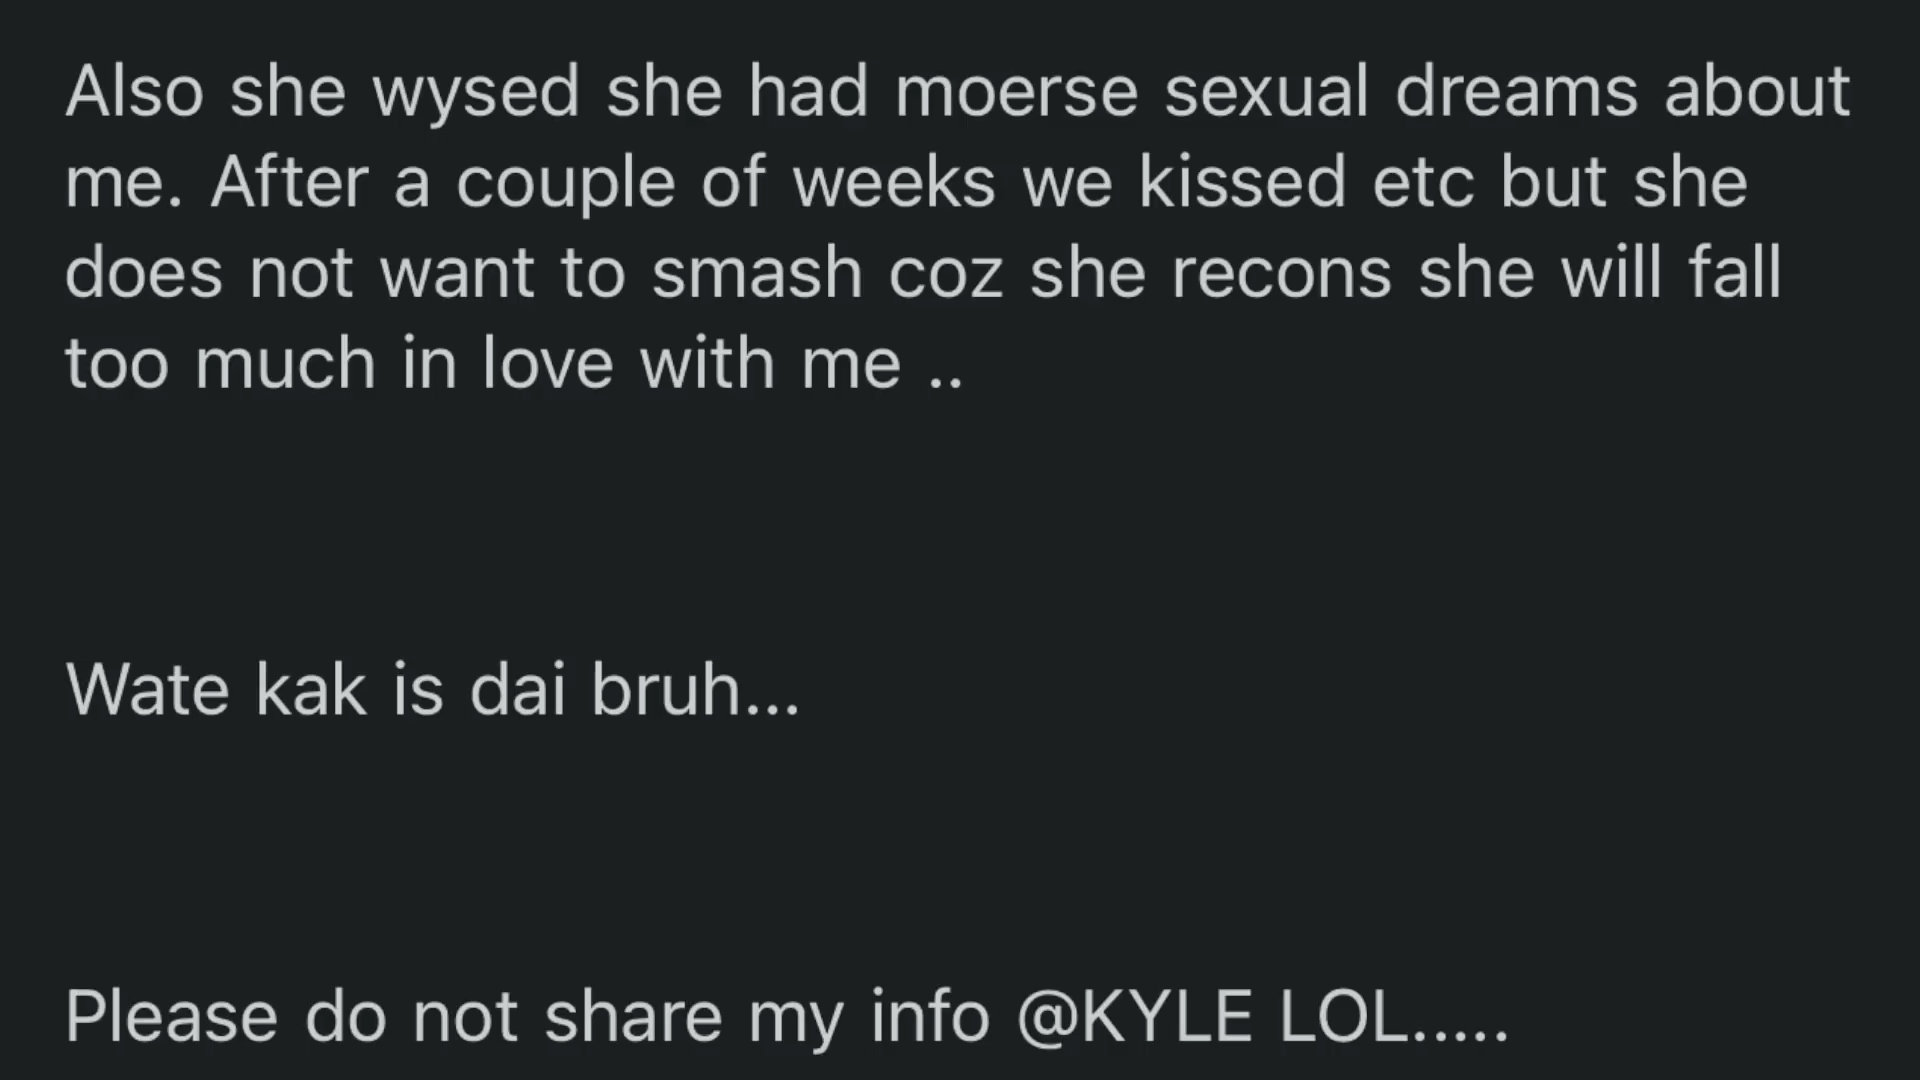 Also she wysed she had moerse sexual dreams about
me. After a couple of weeks we kissed etc but she
does not want to smash coz she recons she will fall
too much in love with me ..
Wate kak is dai bruh...
Please do not share my info @KYLE LOL.....